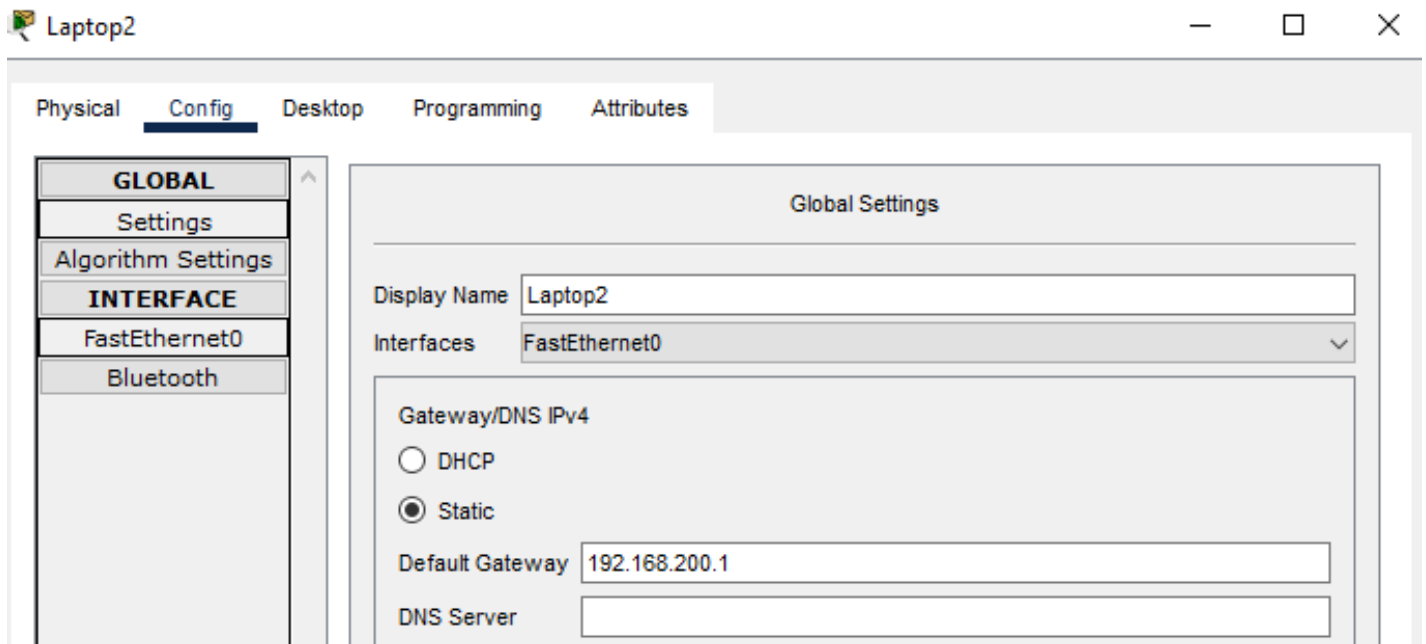 Laptop2
Physical Config Desktop Programming Attributes
GLOBAL
Settings
Algorithm Settings
INTERFACE
FastEthernet0
Bluetooth
Global Settings
Display Name Laptop2
Interfaces FastEthernet0
Gateway/DNS IPv4
DHCP
Static
Default Gateway 192.168.200.1
DNS Server